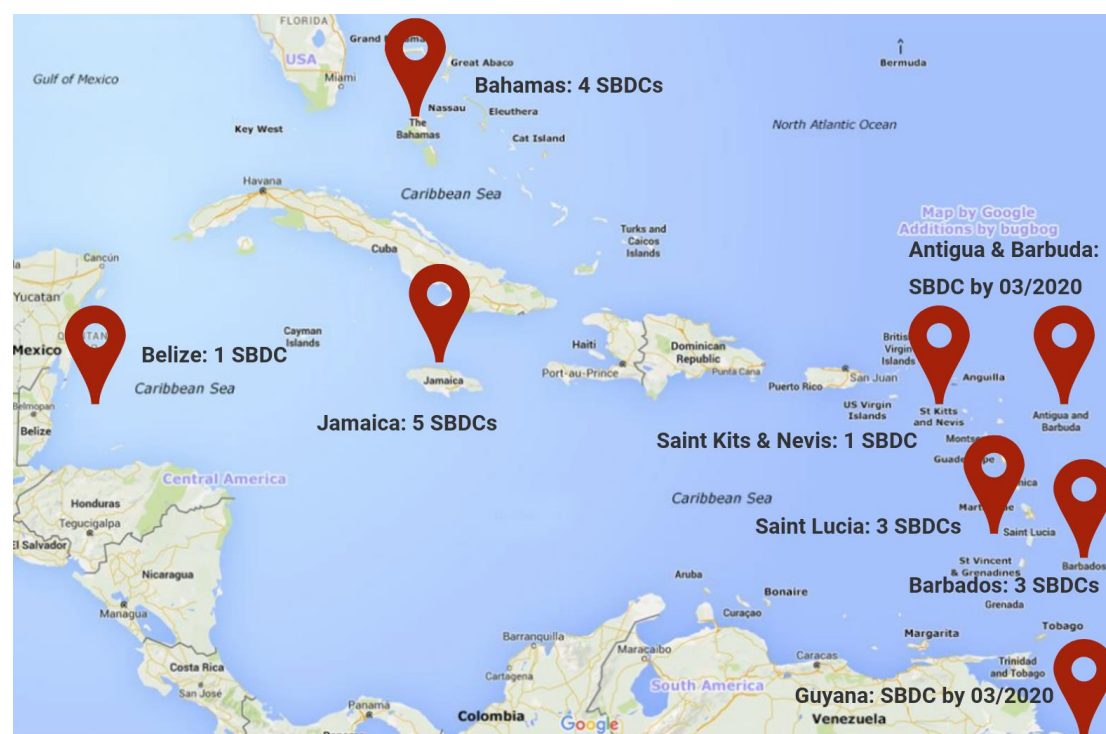 FLORIDA
Grand
USA
Gulf of Mexico
Miami
Great Abaco
Bermuda
Bahamas: 4 SBDCs
Nassau
Eleuthera
The
Bahamas
Key West
Cat Island
North Atlantic Ocean
Havana
Caribbean Sea
Map by Google
Additions by bugbog
Turks and
Caicos
Islands
Cuba
Antigua & Barbuda:
SBDC by 03/2020
Cancún
Yucatan
Mexico
Cayman
Islands
Belize: 1 SBDC
Caribbean Sea
Haiti
Dominican
Republic
Port-au-Prince
Punta Cana
Puerto Rico
San Juan
Virgin
Islands
Anguilla
Jamaica
US Virgin
Islands
St Kitts
and Nevis
Antigua and
Barbuda
Belmopan
Belize
Jamaica: 5 SBDCs
Saint Kits & Nevis: 1 SBDC
Central America
Honduras
Tegucigalpa
El Salvador
Caribbean Sea
Saint Lucia: 3 SBDCs
Saint Lucia
St Vincent
& Grenadines
Barbados
Barbados: 3 SBDCs
Grenada
Nicaragua
Managua
Aruba
Bonaire
Curaçao
Tobago
Margarita
Barranquilla
Maracaibo
Caracas
Trinidad
and Tobago
Costa Rica
San José
Cartagena
South America
Guyana: SBDC by 03/2020
Panamá
Colombia
Google
Venezuela